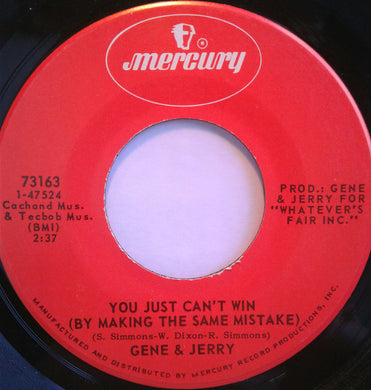 mercury
73163
1-47524
Cachand Mus.
& Tecbob Mus.
(BMI)
2:37
PROD.: GENE
& JERRY FOR
"WHATEVER'S
FAIR INC."
YOU JUST CAN'T WIN
(BY MAKING THE SAME MISTAKE)
(S. Simmons-W. Dixon-R. Simmons)
GENE & JERRY
MANUFACTURED AND DISTRIBUTED BY MERCURY RECORD PRODUCTIONS, INC.